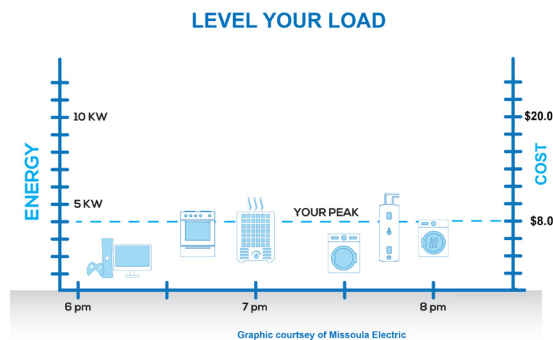 LEVEL YOUR LOAD
ENERGY
10 KW
5 KW
YOUR PEAK
$20.0
$8.0
COST
6 pm
7 pm
8 pm
Graphic courtsey of Missoula Electric